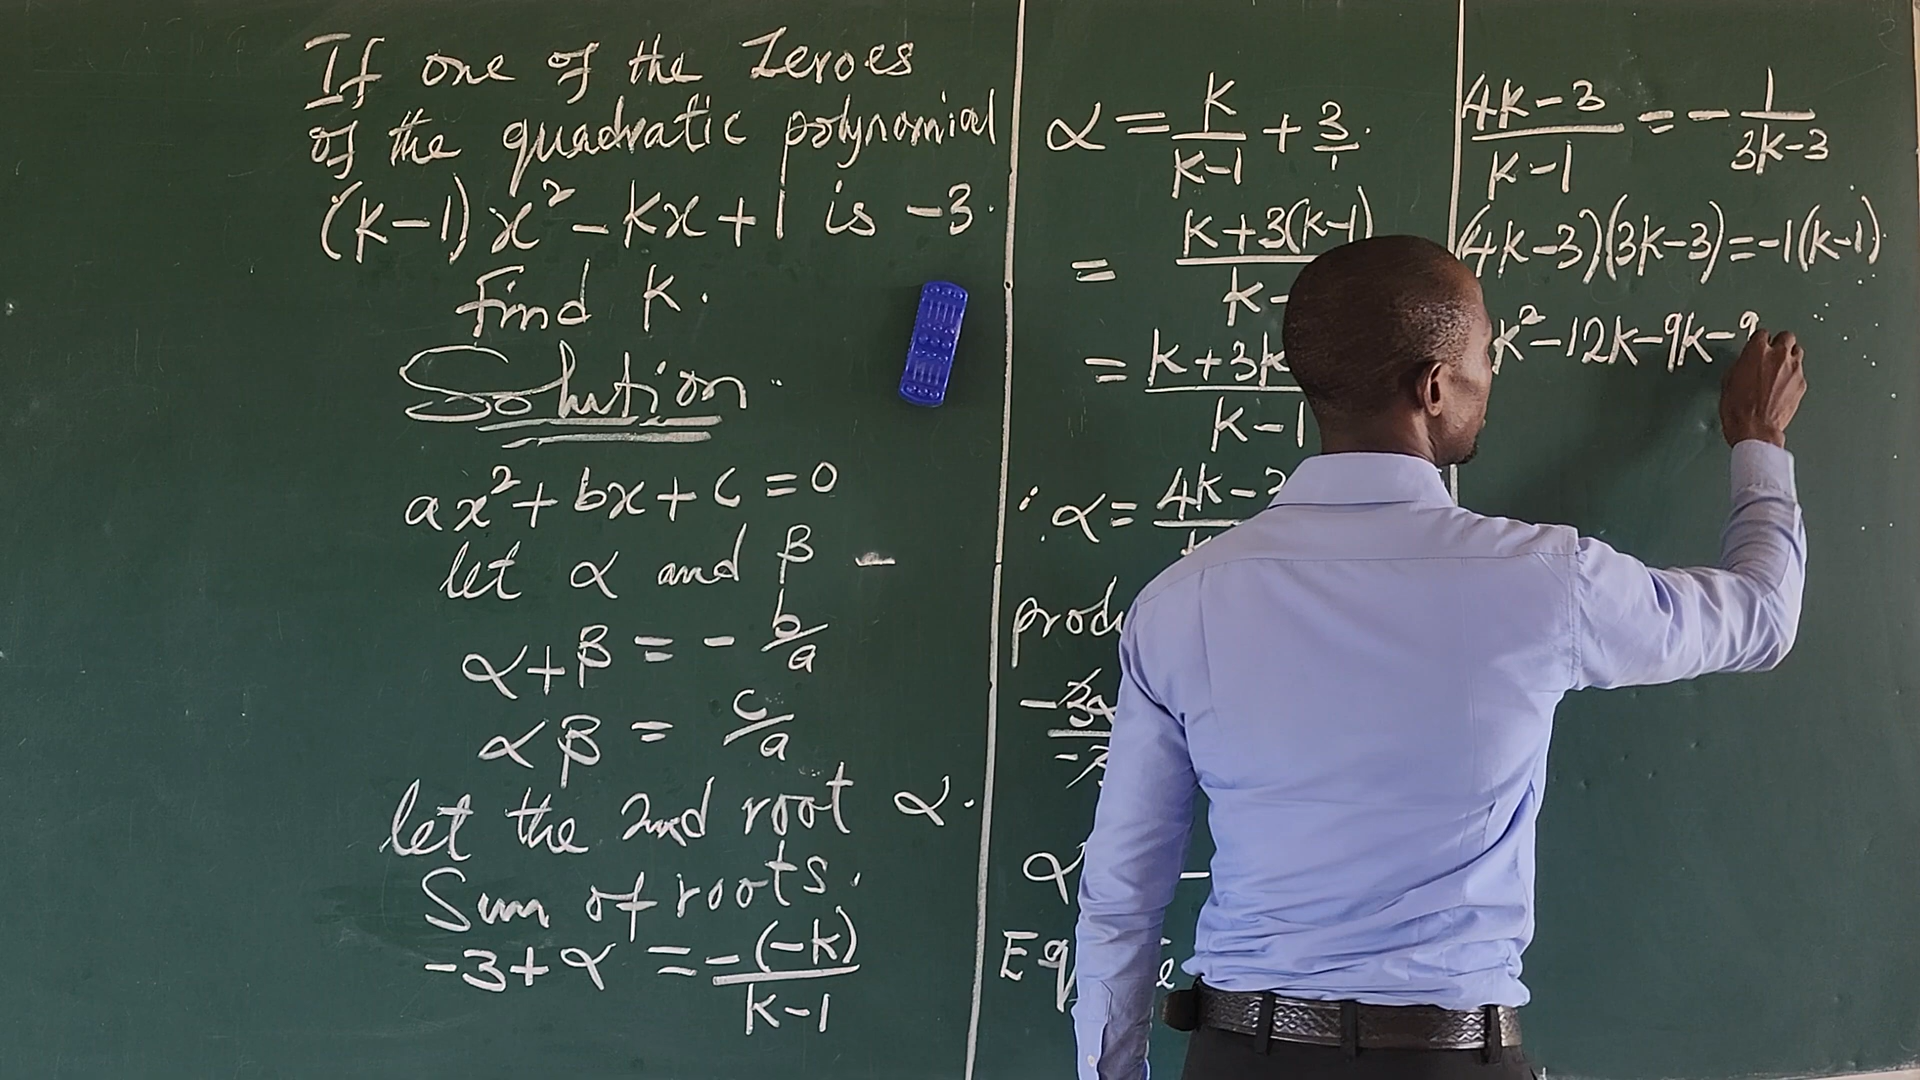 If one of the Zeroes
of the quadratic polynomial
(k-1)x²-kx+1 is -3.
find k.
Solution.
ax²+bx+c=0
let α and β -
α+β = - b/a
αβ = c/a
let the 2nd root α.
Sum of roots.
-3+α = -(-k)/k-1
α = k/k-1 + 3/1
= k+3(k-1)/k-
= k+3k/k-1
∴ α = 4k-3
α
4k-3/k-1 = - 1/3k-3
(4k-3)(3k-3)=-1(k-1)
k²-12k-9k-9